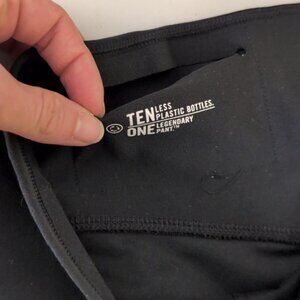 TEN LESS PLASTIC BOTTLES.
ONE LEGENDARY PANT.™